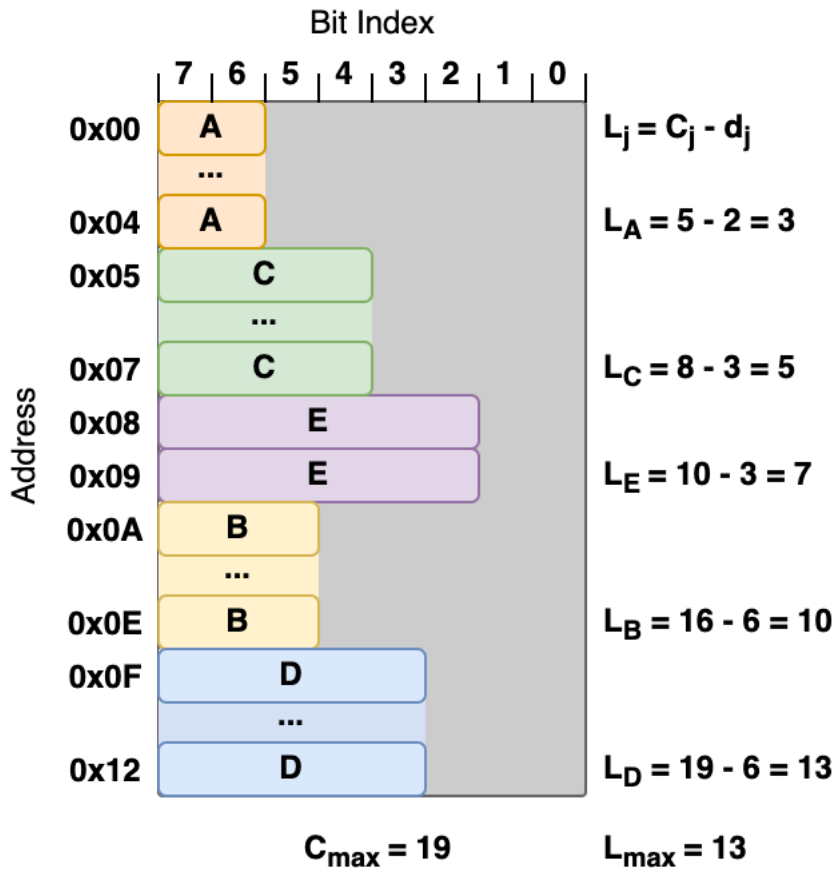 Bit Index
7 6 5 4 3 2 1 0
Address
0x00 A Lj = Cj - dj
...
0x04 A LA = 5 - 2 = 3
0x05 C
...
0x07 C LC = 8 - 3 = 5
0x08 E
0x09 E LE = 10 - 3 = 7
0x0A B
...
0x0E B LB = 16 - 6 = 10
0x0F D
...
0x12 D LD = 19 - 6 = 13
Cmax = 19 Lmax = 13